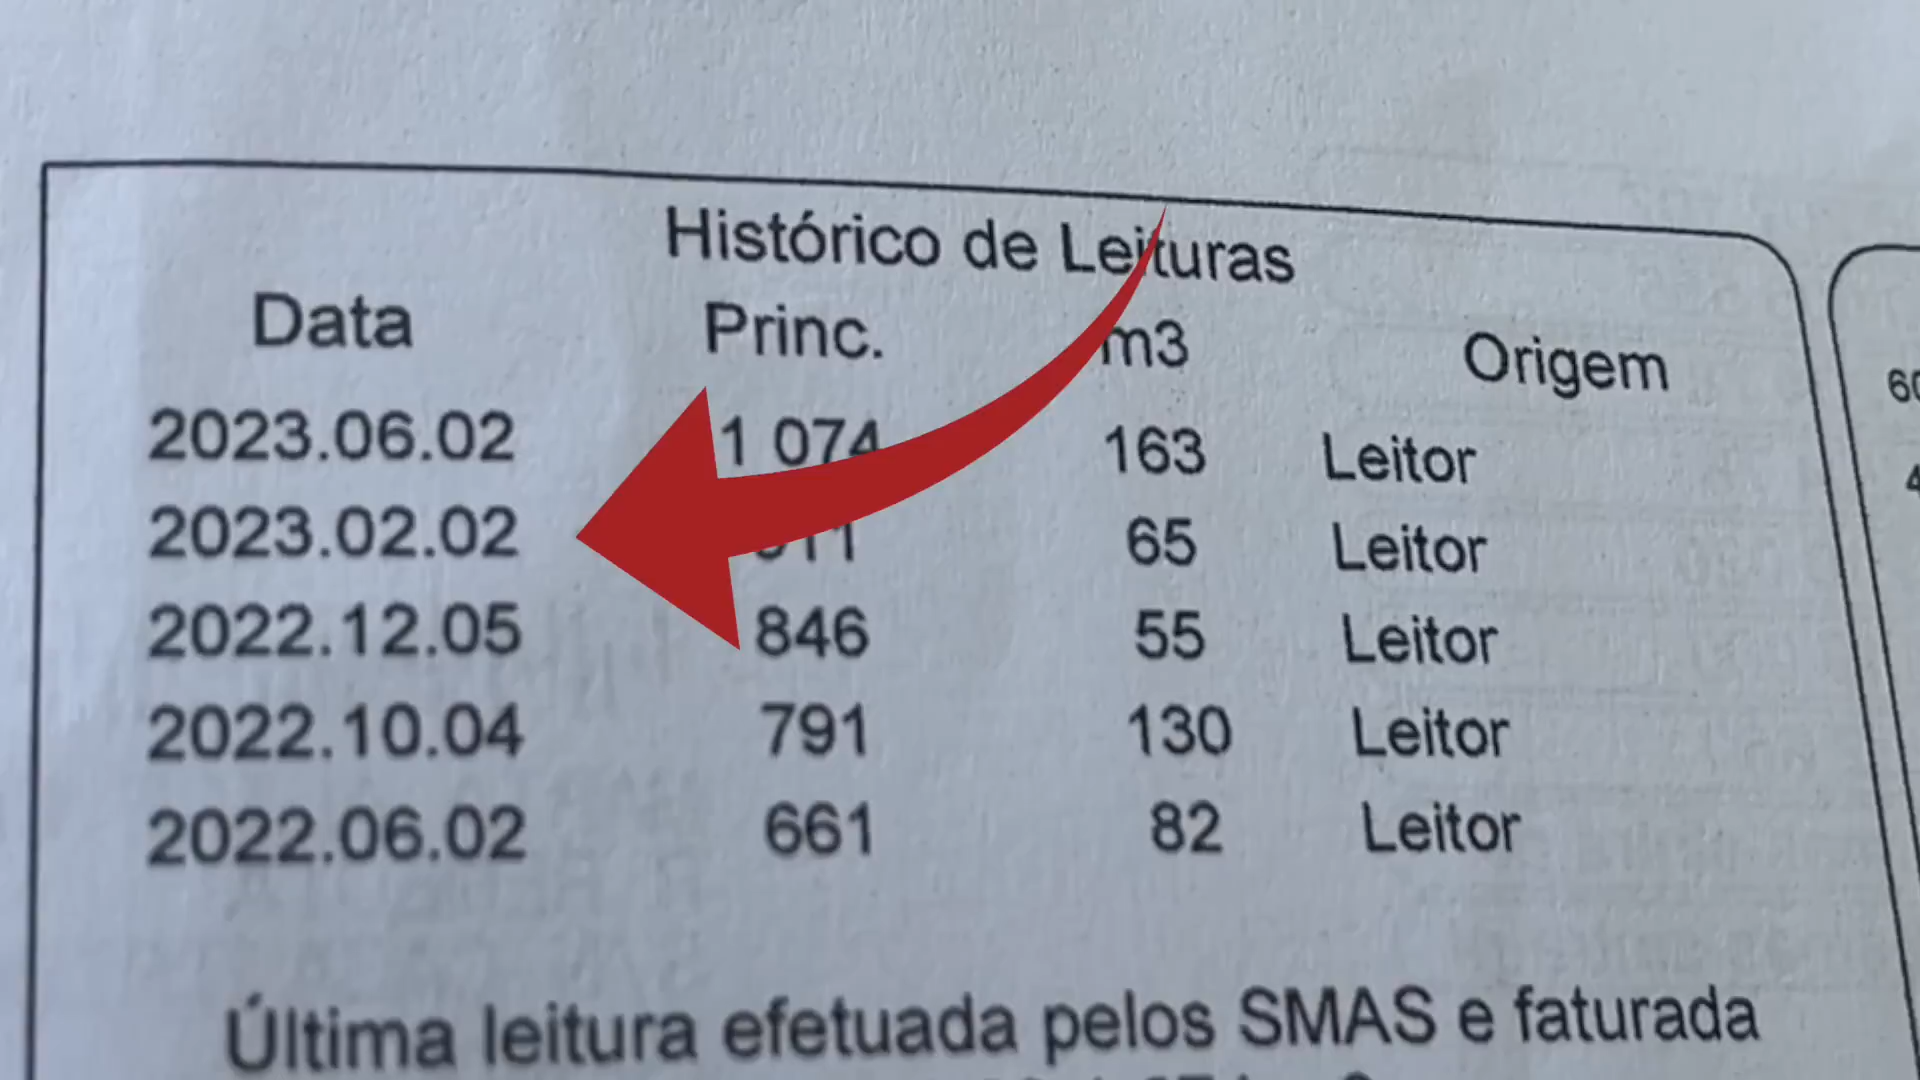 Histórico de Leituras
Data Princ. m3 Origem
2023.06.02 1 074 163 Leitor
2023.02.02 65 Leitor
2022.12.05 846 55 Leitor
2022.10.04 791 130 Leitor
2022.06.02 661 82 Leitor
Última leitura efetuada pelos SMAS e faturada